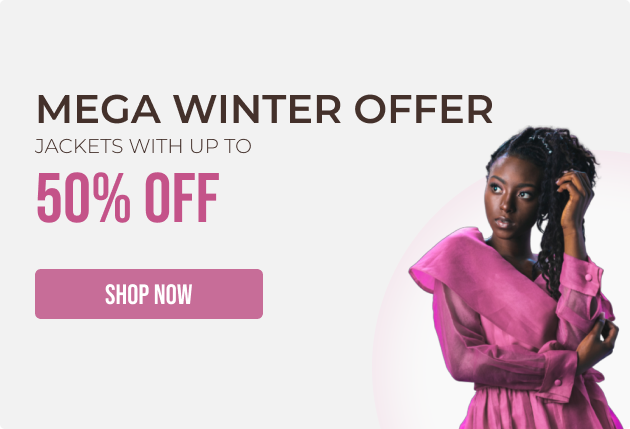 MEGA WINTER OFFER
JACKETS WITH UP TO
50% OFF
SHOP NOW